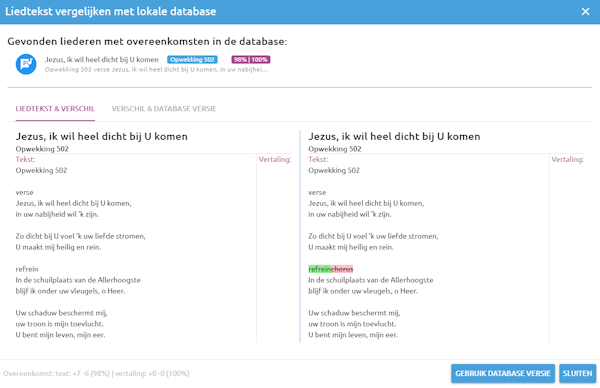 Liedtekst vergelijken met lokale database
Gevonden liederen met overeenkomsten in de database:
Jezus, ik wil heel dicht bij U komen Opwekking 502 98% | 100%
Opwekking 502 verse Jezus, ik wil heel dicht bij U komen, in uw nabijhei...
LIEDTEKST & VERSCHIL VERSCHIL & DATABASE VERSIE
Jezus, ik wil heel dicht bij U komen
Opwekking 502
Tekst: Vertaling:
Opwekking 502
verse
Jezus, ik wil heel dicht bij U komen,
in uw nabijheid wil 'k zijn.
Zo dicht bij U voel 'k uw liefde stromen,
U maakt mij heilig en rein.
refrein
In de schuilplaats van de Allerhoogste
blijf ik onder uw vleugels, o Heer.
Uw schaduw beschermt mij,
uw troon is mijn toevlucht.
U bent mijn leven, mijn eer.
Jezus, ik wil heel dicht bij U komen
Opwekking 502
Tekst: Vertaling:
Opwekking 502
verse
Jezus, ik wil heel dicht bij U komen,
in uw nabijheid wil 'k zijn.
Zo dicht bij U voel 'k uw liefde stromen,
U maakt mij heilig en rein.
refreinchorus
In de schuilplaats van de Allerhoogste
blijf ik onder uw vleugels, o Heer.
Uw schaduw beschermt mij,
uw troon is mijn toevlucht.
U bent mijn leven, mijn eer.
Overeenkomst: text: +7 -6 (98%) | vertaling: +0 -0 (100%)
GEBRUIK DATABASE VERSIE SLUITEN